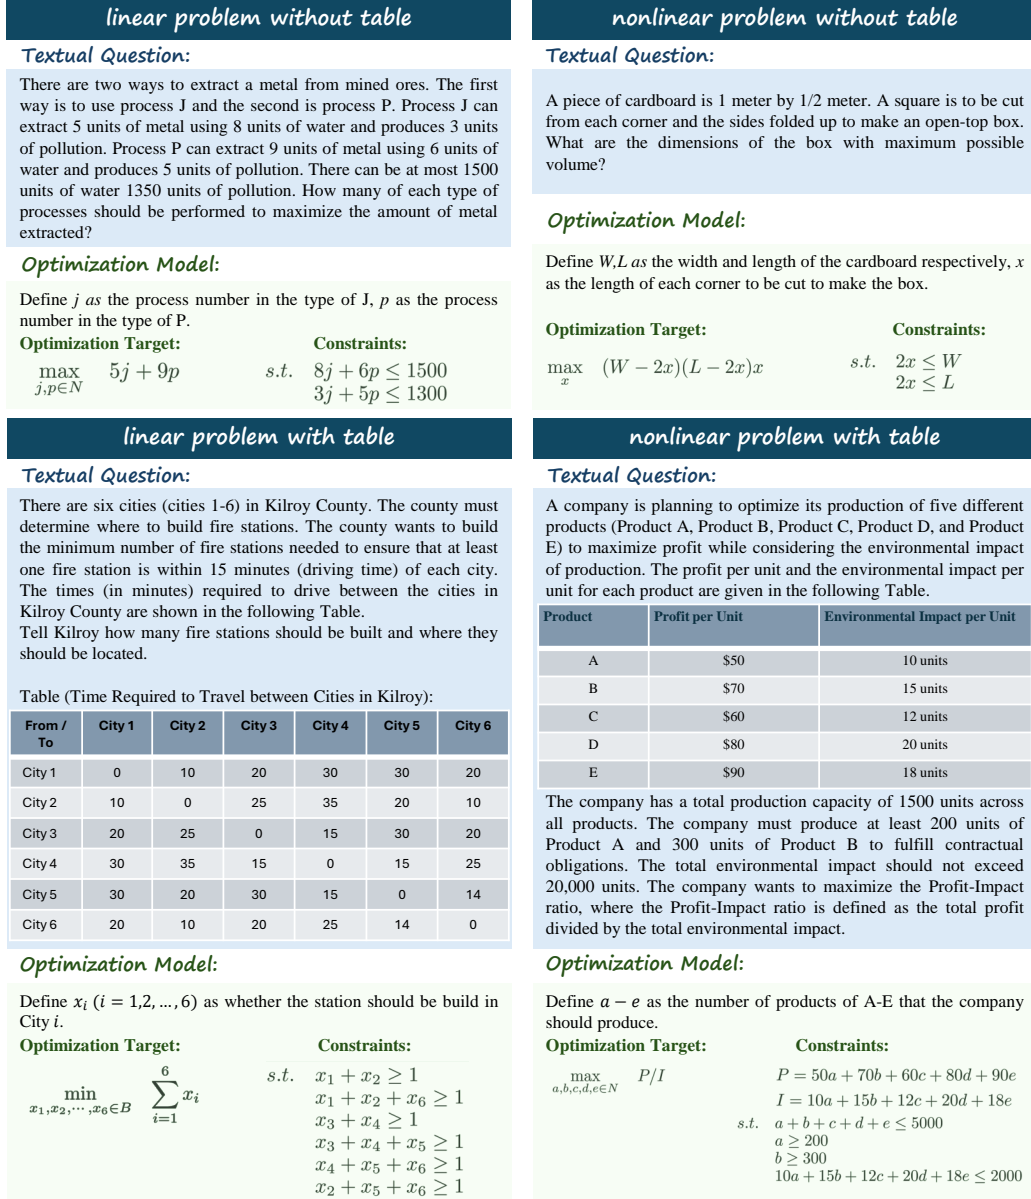 linear problem without table
Textual Question:
There are two ways to extract a metal from mined ores. The first
way is to use process J and the second is process P. Process J can
extract 5 units of metal using 8 units of water and produces 3 units
of pollution. Process P can extract 9 units of metal using 6 units of
water and produces 5 units of pollution. There can be at most 1500
units of water 1350 units of pollution. How many of each type of
processes should be performed to maximize the amount of metal
extracted?
Optimization Model:
Define j as the process number in the type of J, p as the process
number in the type of P.
Optimization Target: Constraints:
max 5j + 9p s.t. 8j + 6p ≤ 1500
j,p∈N 3j + 5p ≤ 1300
nonlinear problem without table
Textual Question:
A piece of cardboard is 1 meter by 1/2 meter. A square is to be cut
from each corner and the sides folded up to make an open-top box.
What are the dimensions of the box with maximum possible
volume?
Optimization Model:
Define W,L as the width and length of the cardboard respectively, x
as the length of each corner to be cut to make the box.
Optimization Target: Constraints:
max (W − 2x)(L − 2x)x s.t. 2x ≤ W
x 2x ≤ L
linear problem with table
Textual Question:
There are six cities (cities 1-6) in Kilroy County. The county must
determine where to build fire stations. The county wants to build
the minimum number of fire stations needed to ensure that at least
one fire station is within 15 minutes (driving time) of each city.
The times (in minutes) required to drive between the cities in
Kilroy County are shown in the following Table.
Tell Kilroy how many fire stations should be built and where they
should be located.
Table (Time Required to Travel between Cities in Kilroy):
From / To City 1 City 2 City 3 City 4 City 5 City 6
City 1 0 10 20 30 30 20
City 2 10 0 25 35 20 10
City 3 20 25 0 15 30 20
City 4 30 35 15 0 15 25
City 5 30 20 30 15 0 14
City 6 20 10 20 25 14 0
Optimization Model:
Define x_i (i = 1,2, ..., 6) as whether the station should be build in
City i.
Optimization Target: Constraints:
min_{x_1,x_2,⋯,x_6∈B} ∑_{i=1}^{6} x_i
s.t. x_1 + x_2 ≥ 1
x_1 + x_2 + x_6 ≥ 1
x_3 + x_4 ≥ 1
x_3 + x_4 + x_5 ≥ 1
x_4 + x_5 + x_6 ≥ 1
x_2 + x_5 + x_6 ≥ 1
nonlinear problem with table
Textual Question:
A company is planning to optimize its production of five different
products (Product A, Product B, Product C, Product D, and Product
E) to maximize profit while considering the environmental impact
of production. The profit per unit and the environmental impact per
unit for each product are given in the following Table.
Product Profit per Unit Environmental Impact per Unit
A $50 10 units
B $70 15 units
C $60 12 units
D $80 20 units
E $90 18 units
The company has a total production capacity of 1500 units across
all products. The company must produce at least 200 units of
Product A and 300 units of Product B to fulfill contractual
obligations. The total environmental impact should not exceed
20,000 units. The company wants to maximize the Profit-Impact
ratio, where the Profit-Impact ratio is defined as the total profit
divided by the total environmental impact.
Optimization Model:
Define a − e as the number of products of A-E that the company
should produce.
Optimization Target: Constraints:
max_{a,b,c,d,e∈N} P/I
P = 50a + 70b + 60c + 80d + 90e
I = 10a + 15b + 12c + 20d + 18e
s.t. a + b + c + d + e ≤ 5000
a ≥ 200
b ≥ 300
10a + 15b + 12c + 20d + 18e ≤ 2000